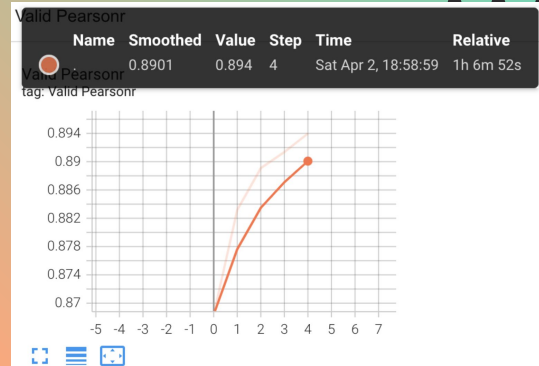 Valid Pearsonr
Name Smoothed Value Step Time Relative
. 0.8901 0.894 4 Sat Apr 2, 18:58:59 1h 6m 52s
Valid Pearsonr
tag: Valid Pearsonr
0.894
0.89
0.886
0.882
0.878
0.874
0.87
-5 -4 -3 -2 -1 0 1 2 3 4 5 6 7